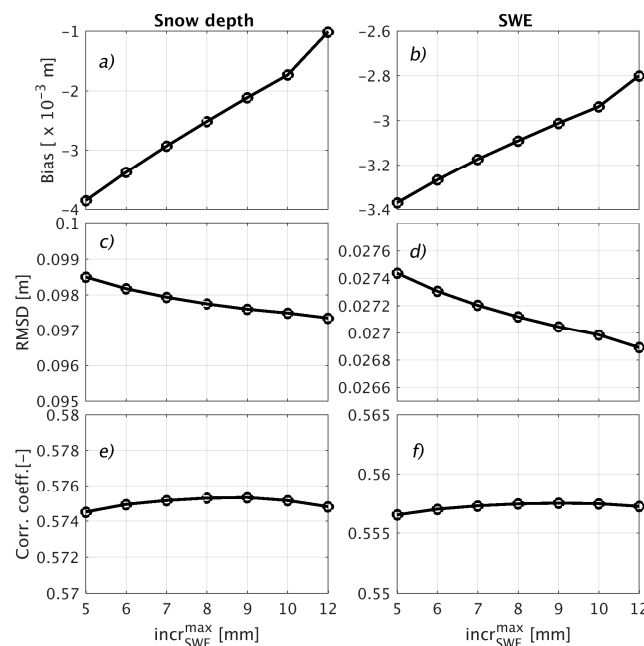 Snow depth
SWE
-1
-2
-3
-4
Bias [ x 10⁻³ m]
a)
-2.6
-2.8
-3
-3.2
-3.4
b)
0.1
0.099
0.098
0.097
0.096
0.095
RMSD [m]
c)
0.0276
0.0274
0.0272
0.027
0.0268
0.0266
d)
0.58
0.578
0.576
0.574
0.572
0.57
Corr. coeff.[-]
e)
0.565
0.56
0.555
0.55
f)
5 6 7 8 9 10 12
5 6 7 8 9 10 12
incr_SWE^max [mm]
incr_SWE^max [mm]